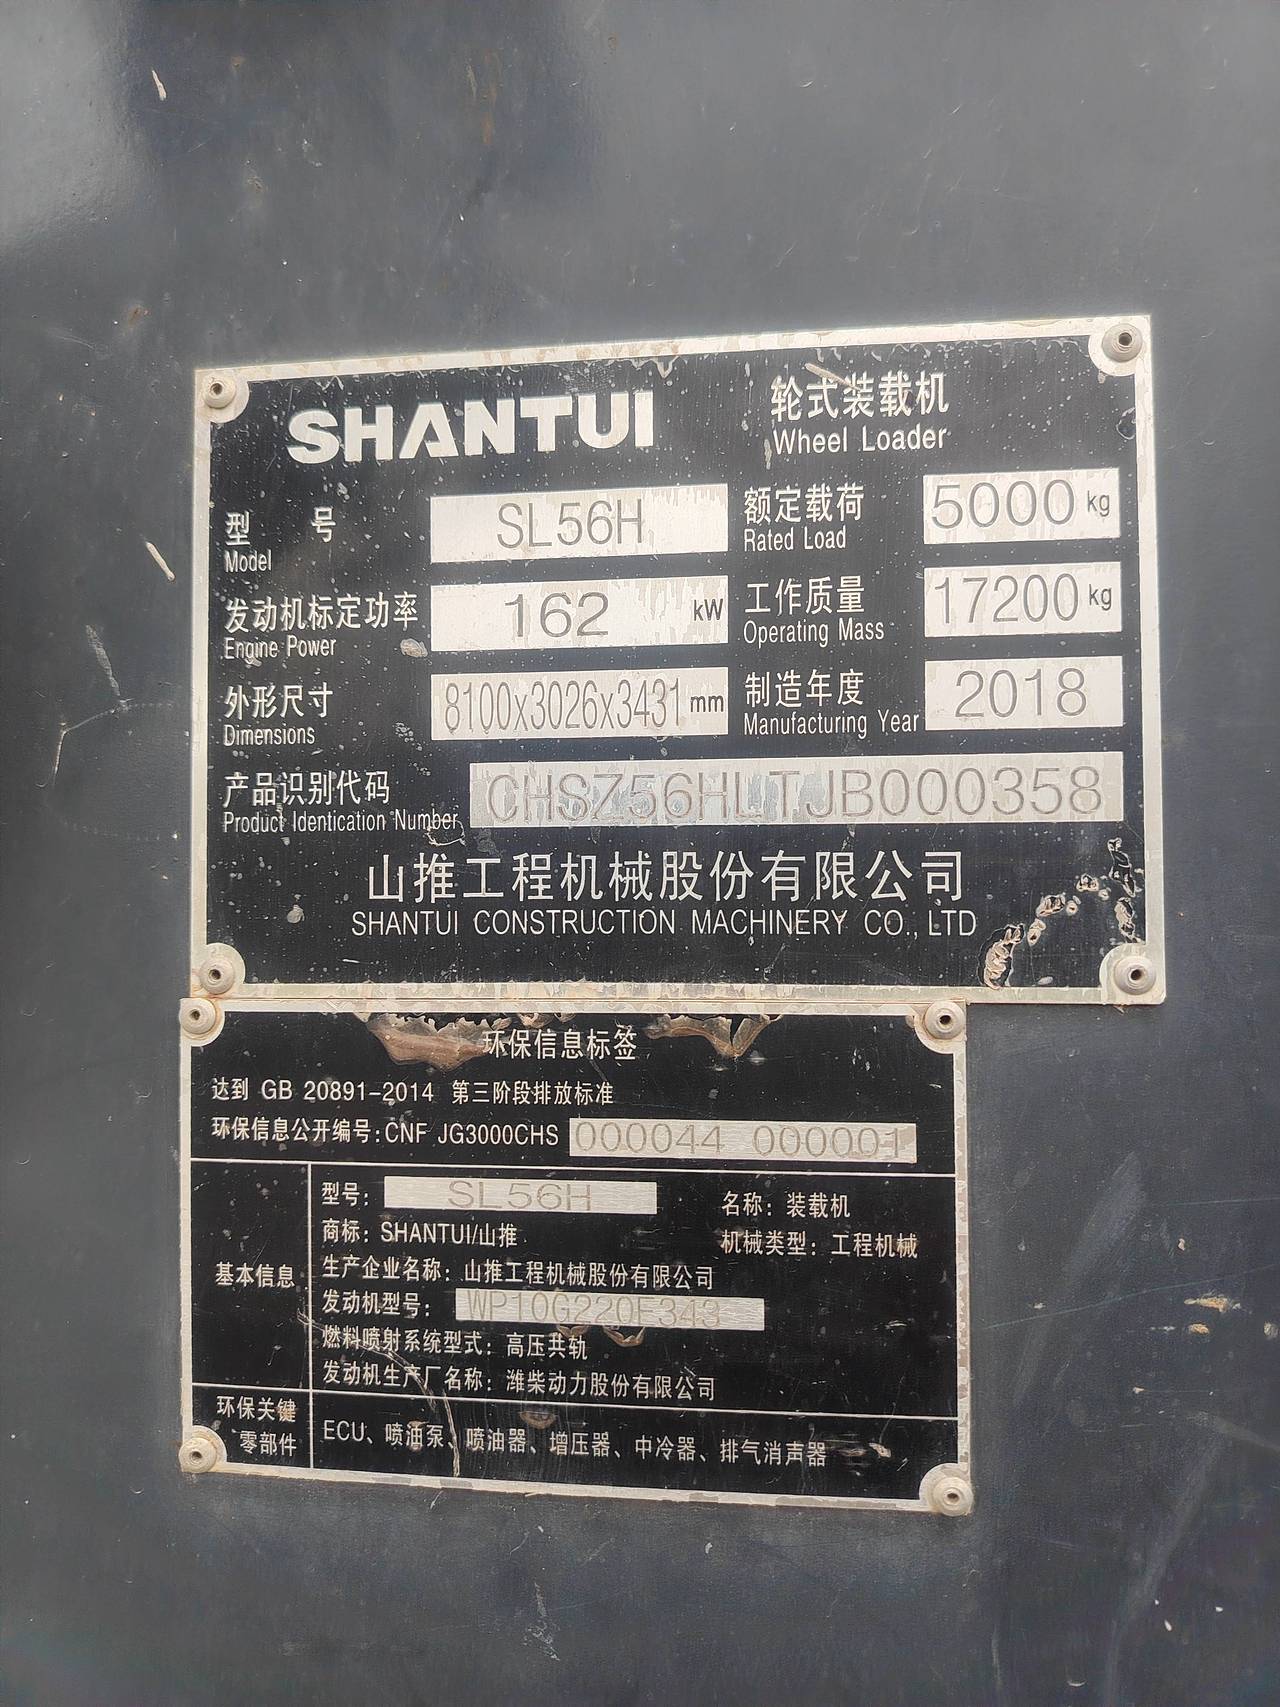 SHANTUI
轮式装载机
Wheel Loader
型 号 SL56H 额定载荷 5000 kg
Model Rated Load
发动机标定功率 162 kW 工作质量 17200 kg
Engine Power Operating Mass
外形尺寸 8100x3026x3431 mm 制造年度 2018
Dimensions Manufacturing Year
产品识别代码 CHSZ56HLTJB000358
Product Identication Number
山推工程机械股份有限公司
SHANTUI CONSTRUCTION MACHINERY CO., LTD
环保信息标签
达到 GB 20891-2014 第三阶段排放标准
环保信息公开编号:CNF JG3000CHS 000044 000001
基本信息
型号: SL56H 名称: 装载机
商标: SHANTUI/山推 机械类型: 工程机械
生产企业名称: 山推工程机械股份有限公司
发动机型号: WP10G220E343
燃料喷射系统型式: 高压共轨
发动机生产厂名称: 潍柴动力股份有限公司
环保关键
零部件
ECU、喷油泵、喷油器、增压器、中冷器、排气消声器